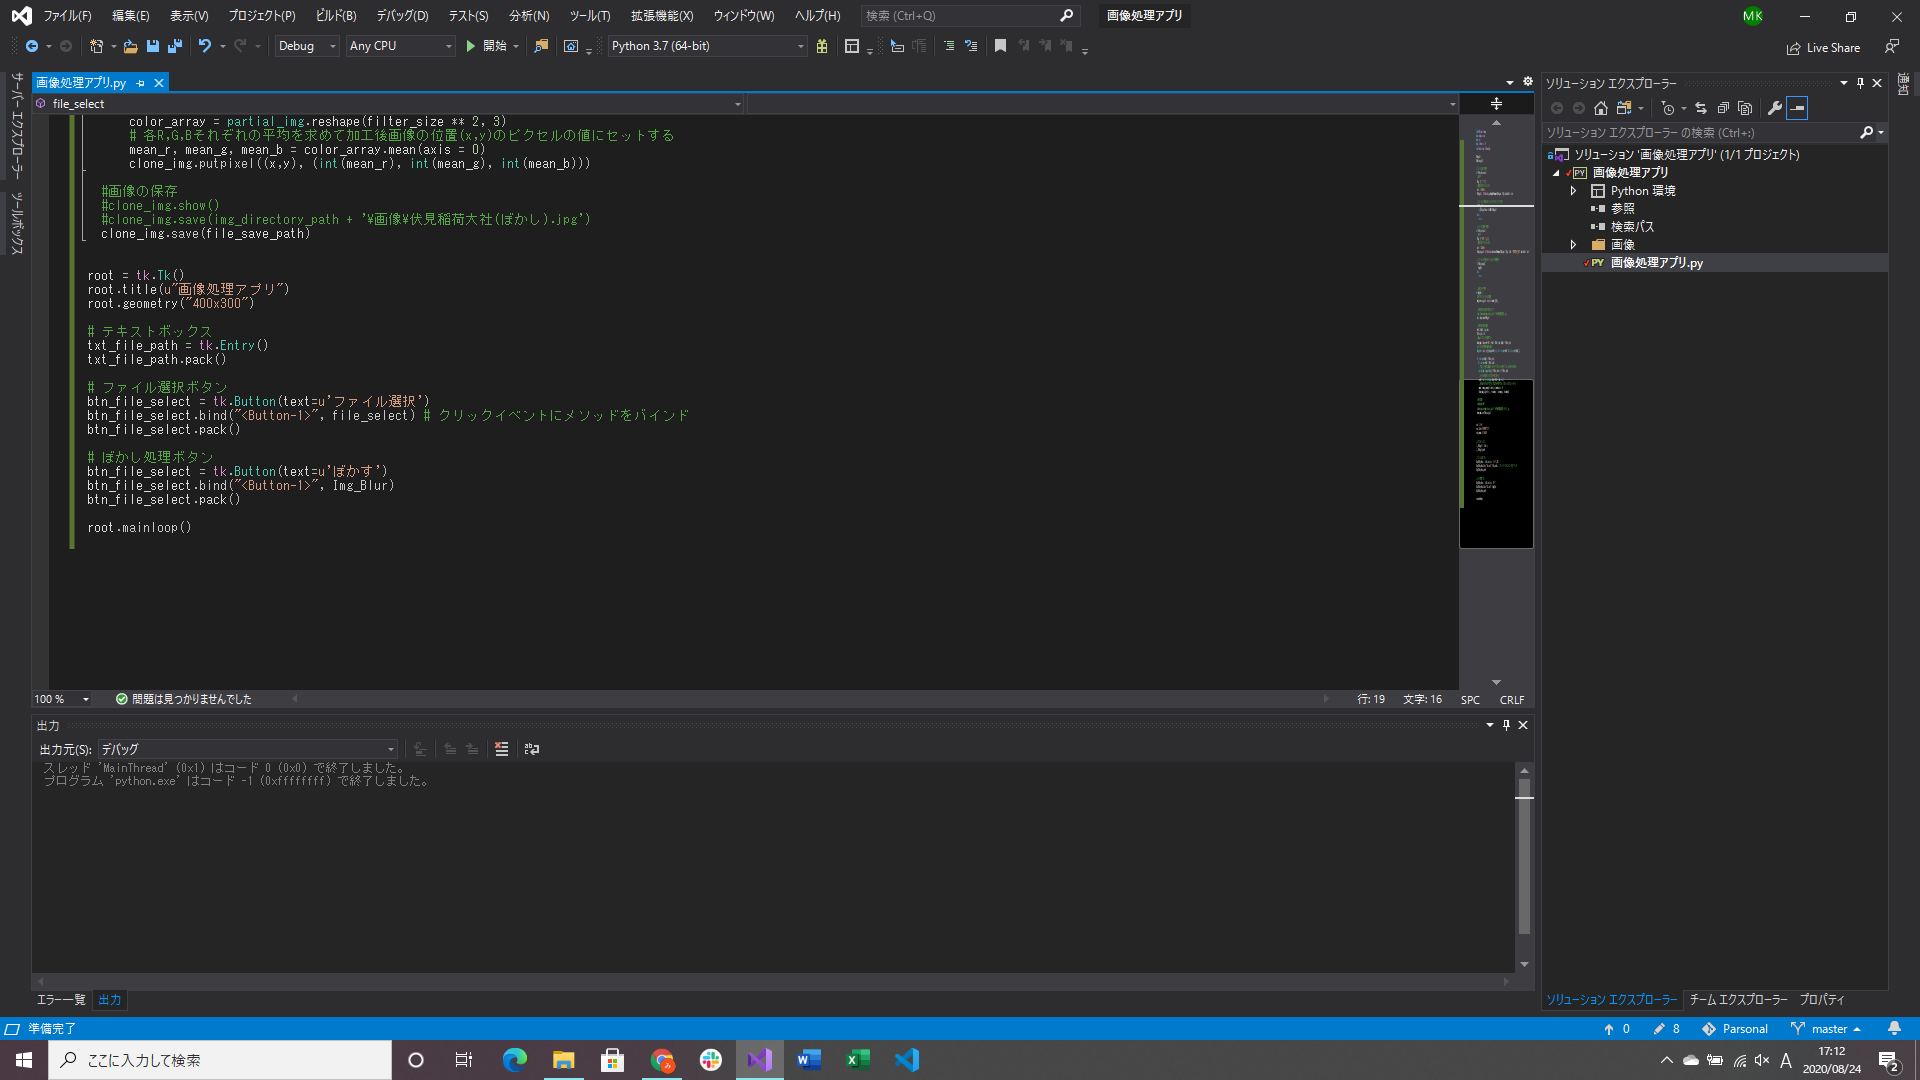 ファイル(F) 編集(E) 表示(V) プロジェクト(P) ビルド(B) デバッグ(D) テスト(S) 分析(N) ツール(T) 拡張機能(X) ウィンドウ(W) ヘルプ(H) 検索 (Ctrl+Q) 画像処理アプリ MK
Debug Any CPU 開始 Python 3.7 (64-bit) Live Share
サーバー エクスプローラー
ツールボックス
画像処理アプリ.py
file_select
color_array = partial_img.reshape(filter_size ** 2, 3)
# 各R,G,Bそれぞれの平均を求めて加工後画像の位置(x,y)のピクセルの値にセットする
mean_r, mean_g, mean_b = color_array.mean(axis = 0)
clone_img.putpixel((x,y), (int(mean_r), int(mean_g), int(mean_b)))
#画像の保存
#clone_img.show()
#clone_img.save(img_directory_path + '¥画像¥伏見稲荷大社(ぼかし).jpg')
clone_img.save(file_save_path)
root = tk.Tk()
root.title(u"画像処理アプリ")
root.geometry("400x300")
# テキストボックス
txt_file_path = tk.Entry()
txt_file_path.pack()
# ファイル選択ボタン
btn_file_select = tk.Button(text=u'ファイル選択')
btn_file_select.bind("<Button-1>", file_select) # クリックイベントにメソッドをバインド
btn_file_select.pack()
# ぼかし処理ボタン
btn_file_select = tk.Button(text=u'ぼかす')
btn_file_select.bind("<Button-1>", Img_Blur)
btn_file_select.pack()
root.mainloop()
100 % 問題は見つかりませんでした 行: 19 文字: 16 SPC CRLF
出力
出力元(S): デバッグ
スレッド 'MainThread' (0x1) はコード 0 (0x0) で終了しました。
プログラム 'python.exe' はコード -1 (0xffffffff) で終了しました。
エラー一覧 出力
ソリューション エクスプローラー
ソリューション エクスプローラー の検索 (Ctrl+:)
ソリューション '画像処理アプリ' (1/1 プロジェクト)
画像処理アプリ
Python 環境
参照
検索パス
画像
PY 画像処理アプリ.py
ソリューション エクスプローラー チーム エクスプローラー プロパティ
通知
準備完了 0 8 Parsonal master
ここに入力して検索 A 17:12
2020/08/24 2